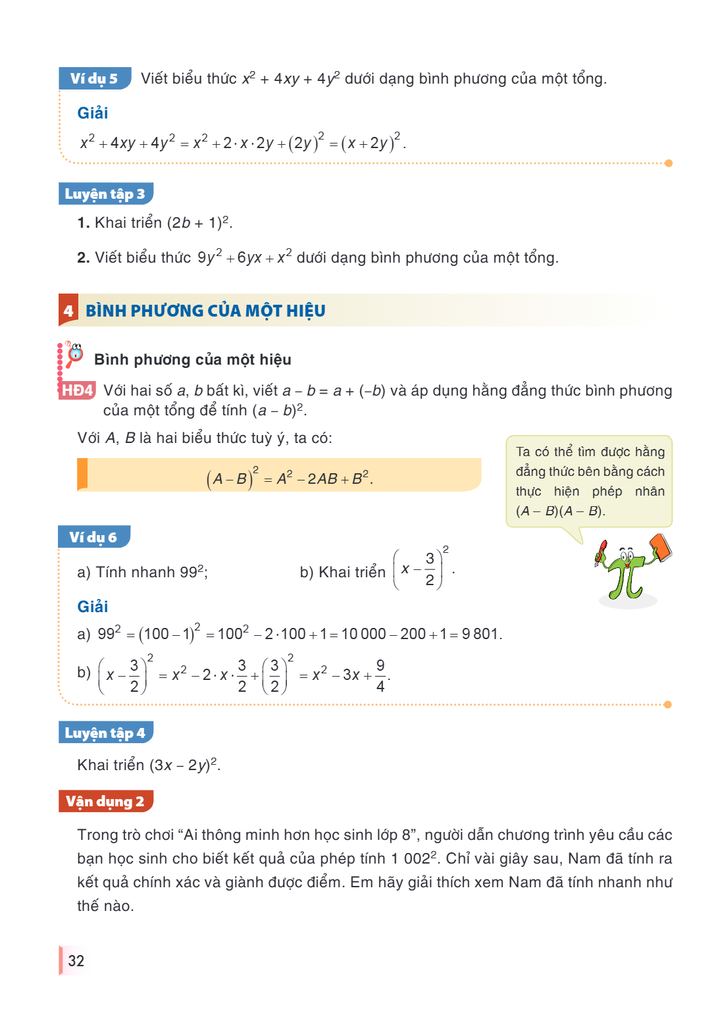 Ví dụ 5 Viết biểu thức x² + 4xy + 4y² dưới dạng bình phương của một tổng.
Giải
x² + 4xy + 4y² = x² + 2·x·2y + (2y)² = (x + 2y)².
Luyện tập 3
1. Khai triển (2b + 1)².
2. Viết biểu thức 9y² + 6yx + x² dưới dạng bình phương của một tổng.
4 BÌNH PHƯƠNG CỦA MỘT HIỆU
Bình phương của một hiệu
HĐ4 Với hai số a, b bất kì, viết a – b = a + (–b) và áp dụng hằng đẳng thức bình phương
của một tổng để tính (a – b)².
Với A, B là hai biểu thức tuỳ ý, ta có:
(A – B)² = A² – 2AB + B².
Ta có thể tìm được hằng
đẳng thức bên bằng cách
thực hiện phép nhân
(A – B)(A – B).
Ví dụ 6
a) Tính nhanh 99²; b) Khai triển (x – 3/2)².
Giải
a) 99² = (100 – 1)² = 100² – 2·100 + 1 = 10 000 – 200 + 1 = 9 801.
b) (x – 3/2)² = x² – 2·x·3/2 + (3/2)² = x² – 3x + 9/4.
Luyện tập 4
Khai triển (3x – 2y)².
Vận dụng 2
Trong trò chơi “Ai thông minh hơn học sinh lớp 8”, người dẫn chương trình yêu cầu các
bạn học sinh cho biết kết quả của phép tính 1 002². Chỉ vài giây sau, Nam đã tính ra
kết quả chính xác và giành được điểm. Em hãy giải thích xem Nam đã tính nhanh như
thế nào.
32